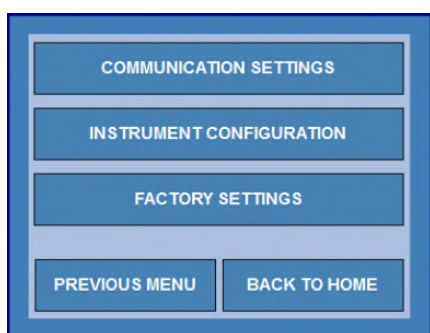 COMMUNICATION SETTINGS
INSTRUMENT CONFIGURATION
FACTORY SETTINGS
PREVIOUS MENU
BACK TO HOME